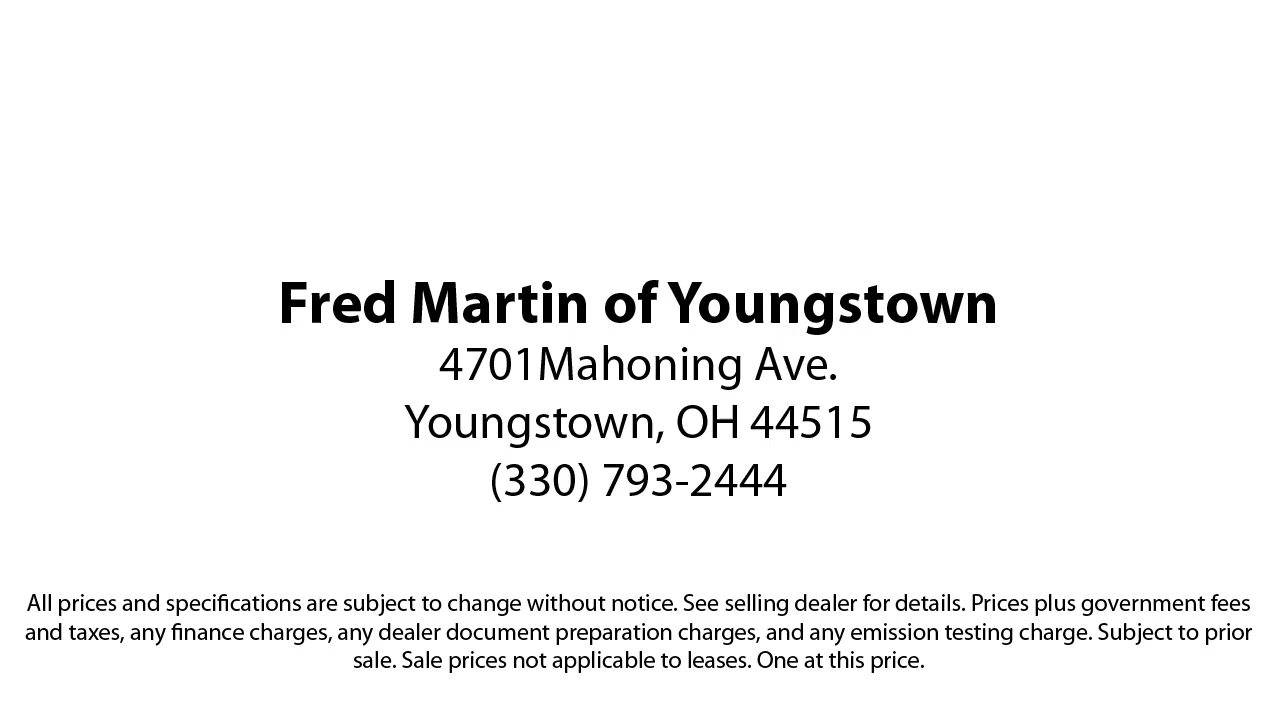 Fred Martin of Youngstown
4701Mahoning Ave.
Youngstown, OH 44515
(330) 793-2444
All prices and specifications are subject to change without notice. See selling dealer for details. Prices plus government fees
and taxes, any finance charges, any dealer document preparation charges, and any emission testing charge. Subject to prior
sale. Sale prices not applicable to leases. One at this price.